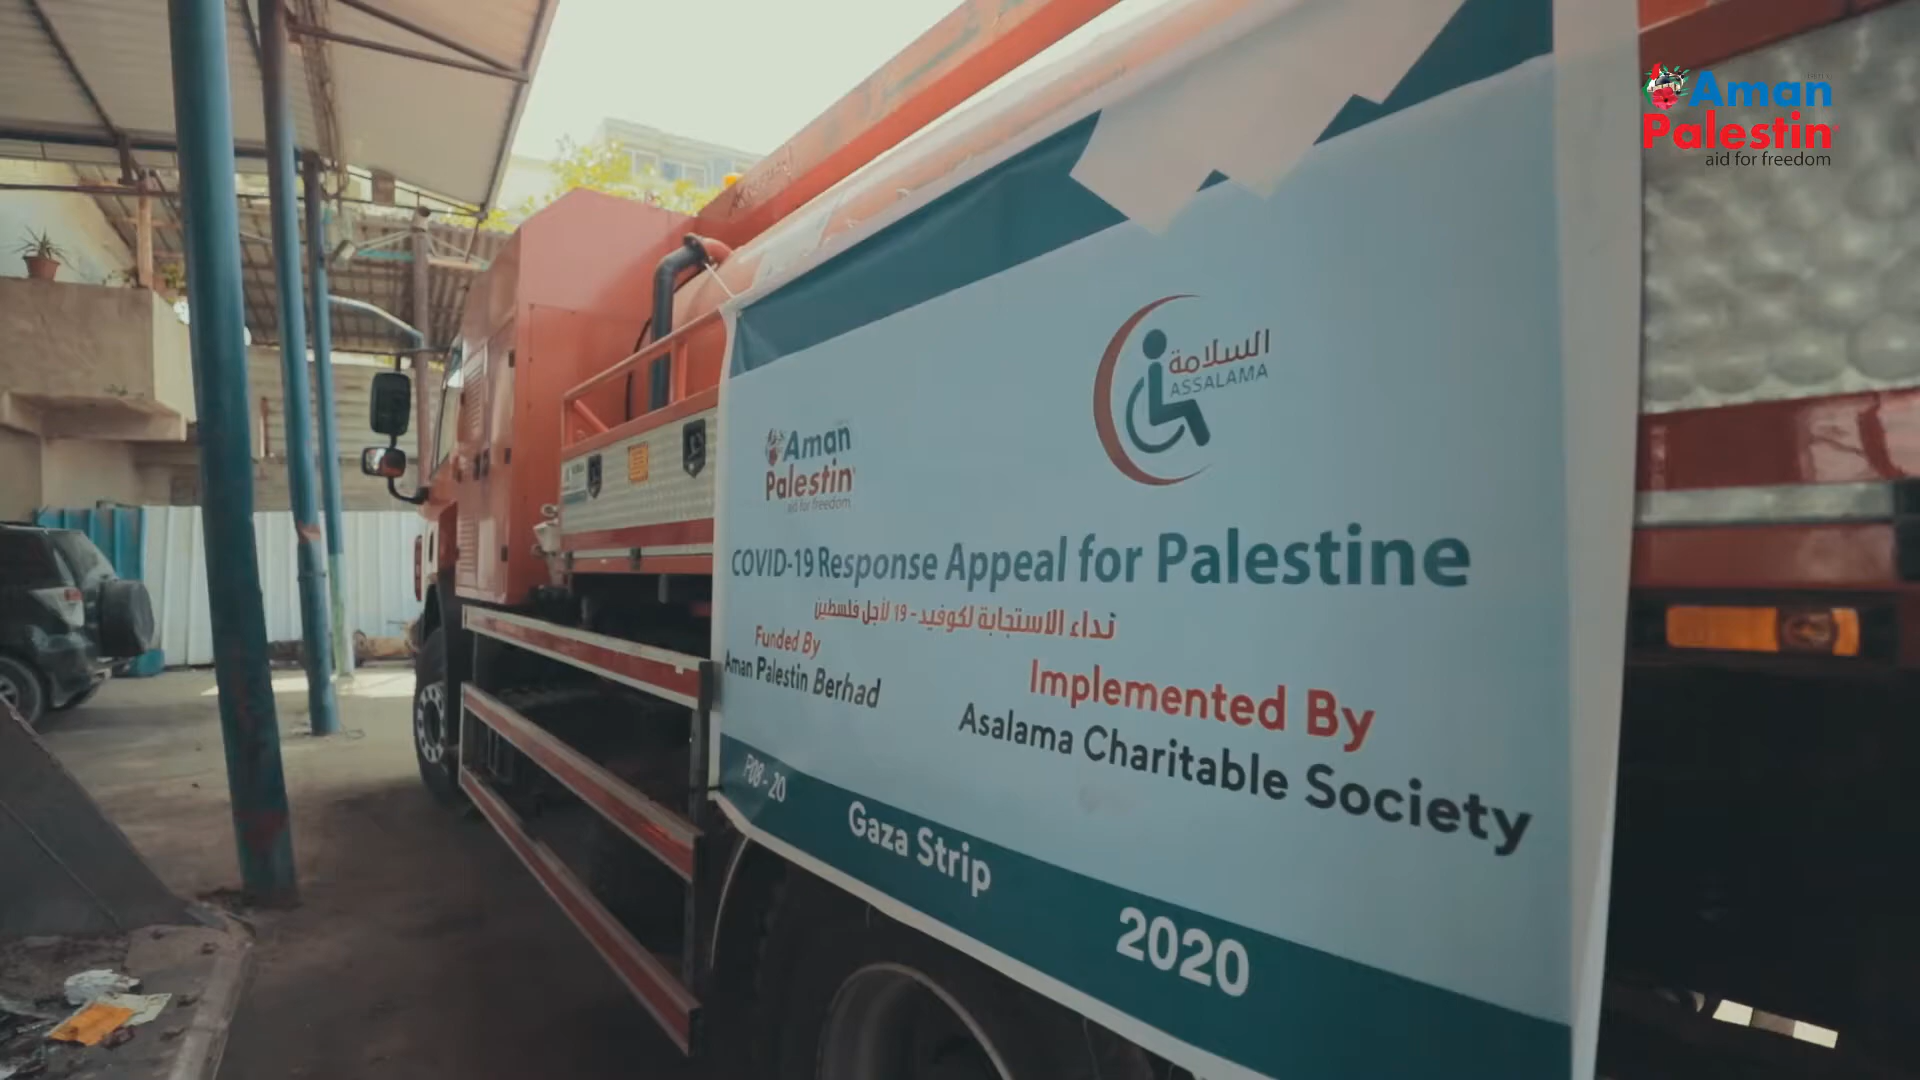 Aman
Palestin
aid for freedom
السلامة
ASSALAMA
Aman
Palestin
aid for freedom
COVID-19 Response Appeal for Palestine
نداء الاستجابة لكوفيد - 19 لأجل فلسطين
Funded By
Aman Palestin Berhad
Implemented By
Asalama Charitable Society
P08 - 20
Gaza Strip
2020